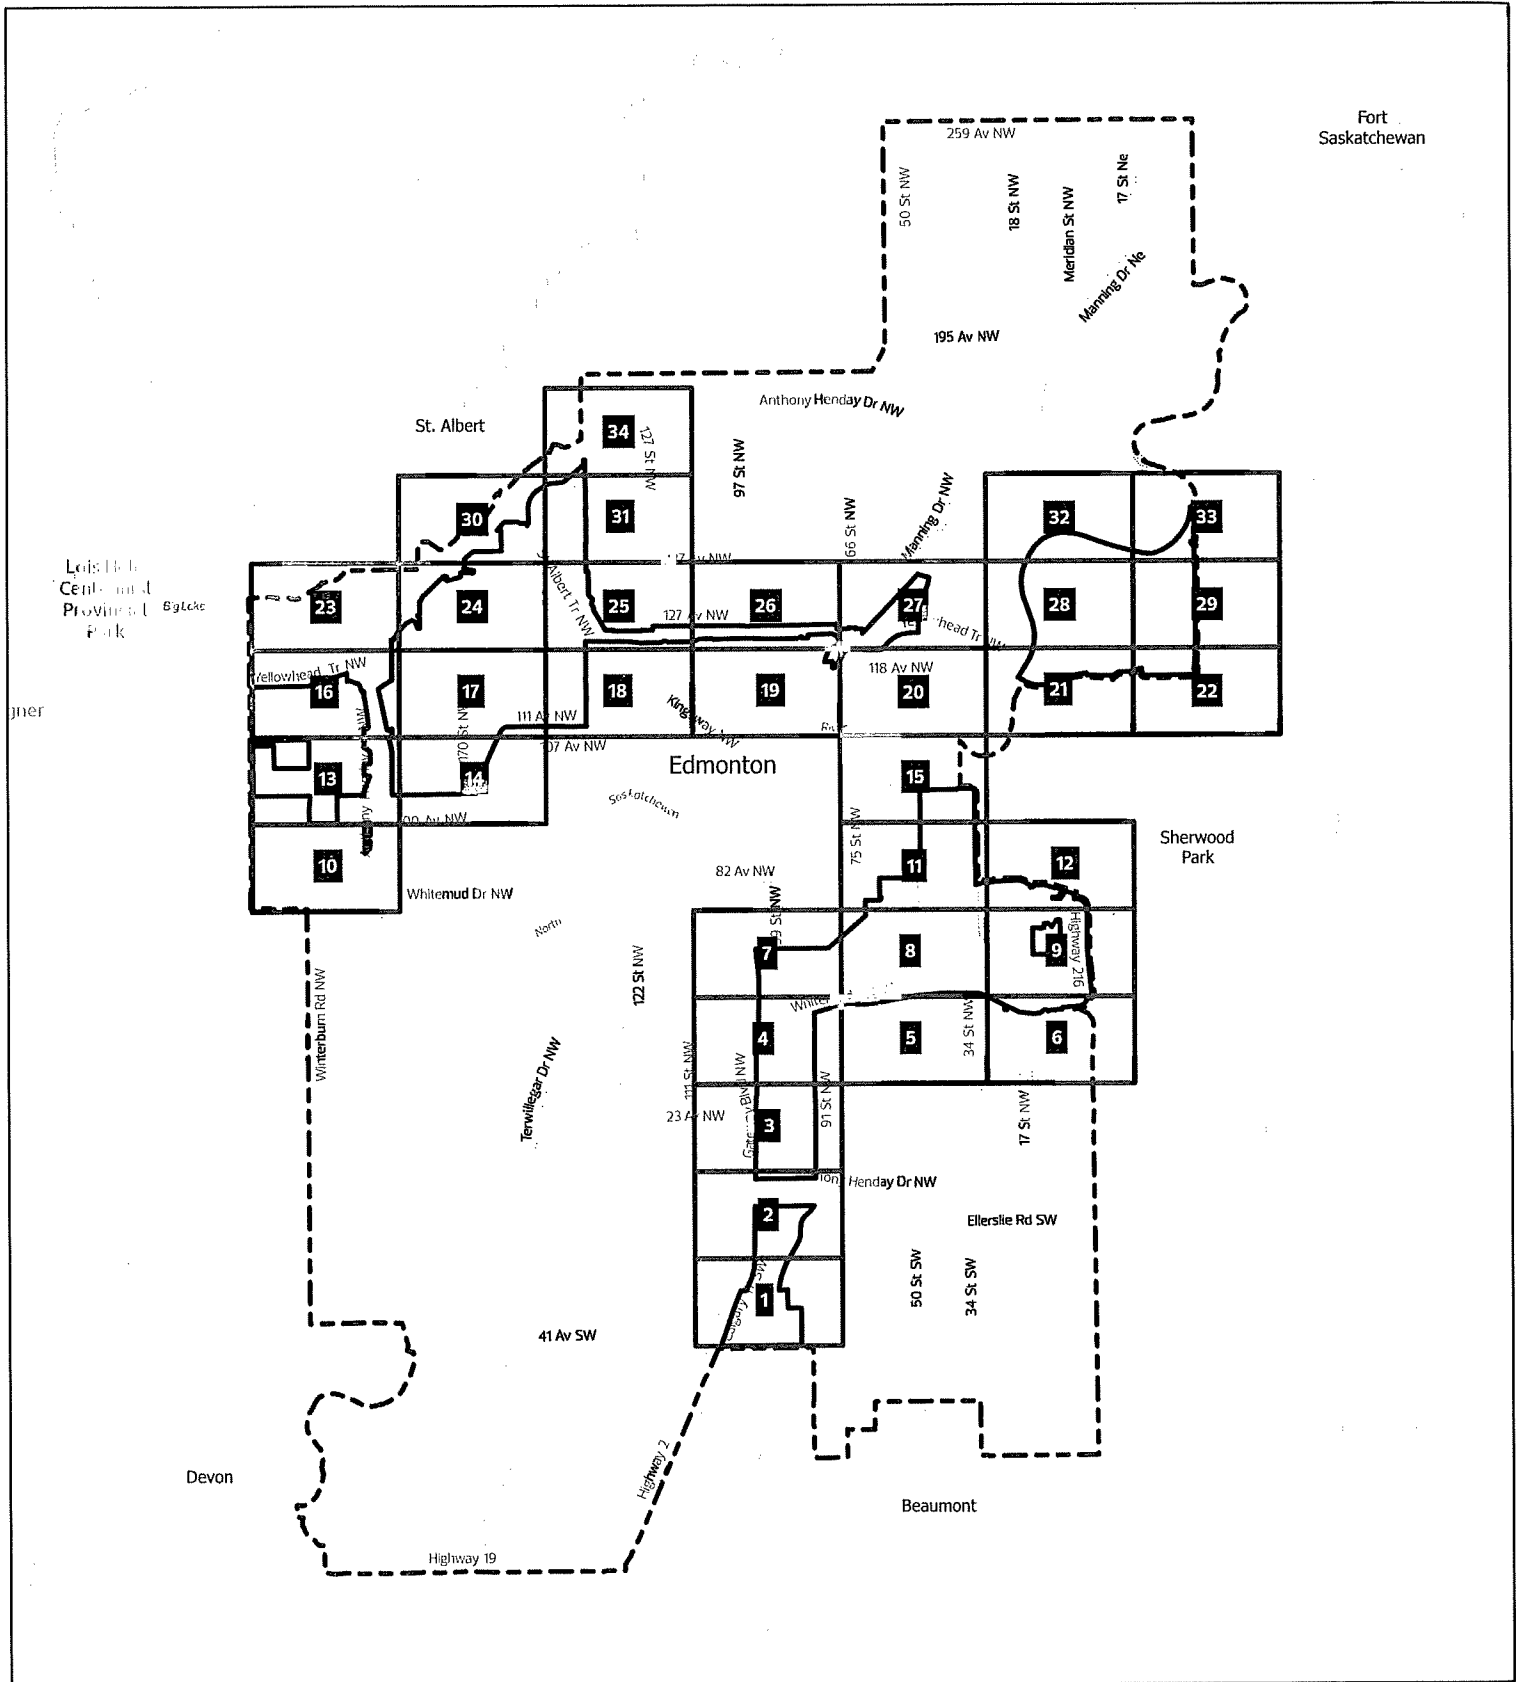 Fort
Saskatchewan
259 Av NW
50 St NW
18 St NW
Meridian St NW
17 St Ne
Manning Dr Ne
195 Av NW
Anthony Henday Dr NW
St. Albert
34
127 St NW
97 St NW
30
31
66 St NW
Manning Dr NW
32
33
Big Lake
23
24
25
127 Av NW
26
27
28
29
Yellowhead Tr NW
16
17
18
19
118 Av NW
20
21
22
170 St NW
111 Av NW
Kingsway NW
107 Av NW
13
14
Edmonton
15
Saskatchewan
75 St NW
Sherwood
Park
10
Whitemud Dr NW
82 Av NW
11
12
North
122 St NW
7
8
9
Highway 216
Winterburn Rd NW
4
5
34 St NW
6
Terwillegar Dr NW
111 St NW
23 Av NW
3
91 St NW
17 St NW
Henday Dr NW
2
Ellerslie Rd SW
1
50 St SW
34 St SW
41 Av SW
Highway 2
Devon
Beaumont
Highway 19